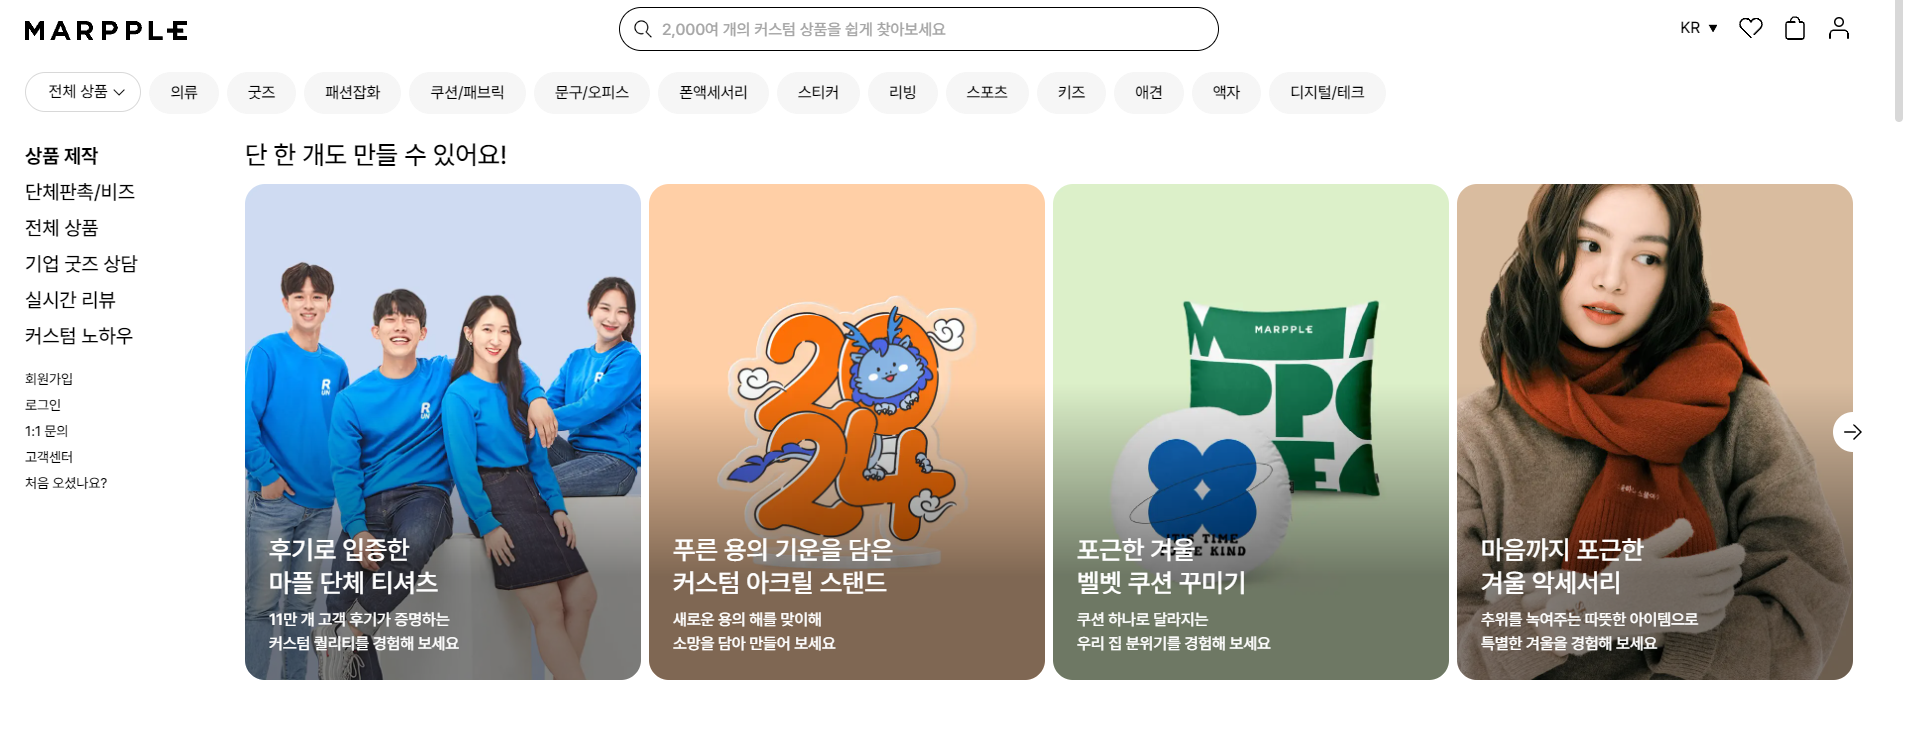 MARPPLE
2,000여 개의 커스텀 상품을 쉽게 찾아보세요
KR ▼
전체 상품
의류
굿즈
패션잡화
쿠션/패브릭
문구/오피스
폰액세서리
스티커
리빙
스포츠
키즈
애견
액자
디지털/테크
상품 제작
단체판촉/비즈
전체 상품
기업 굿즈 상담
실시간 리뷰
커스텀 노하우
회원가입
로그인
1:1 문의
고객센터
처음 오셨나요?
단 한 개도 만들 수 있어요!
R
UN
R
UN
R
후기로 입증한
마플 단체 티셔츠
11만 개 고객 후기가 증명하는
커스텀 퀄리티를 경험해 보세요
20
24
푸른 용의 기운을 담은
커스텀 아크릴 스탠드
새로운 용의 해를 맞이해
소망을 담아 만들어 보세요
MARPPLE
포근한 겨울
벨벳 쿠션 꾸미기
쿠션 하나로 달라지는
우리 집 분위기를 경험해 보세요
마음까지 포근한
겨울 악세서리
추위를 녹여주는 따뜻한 아이템으로
특별한 겨울을 경험해 보세요